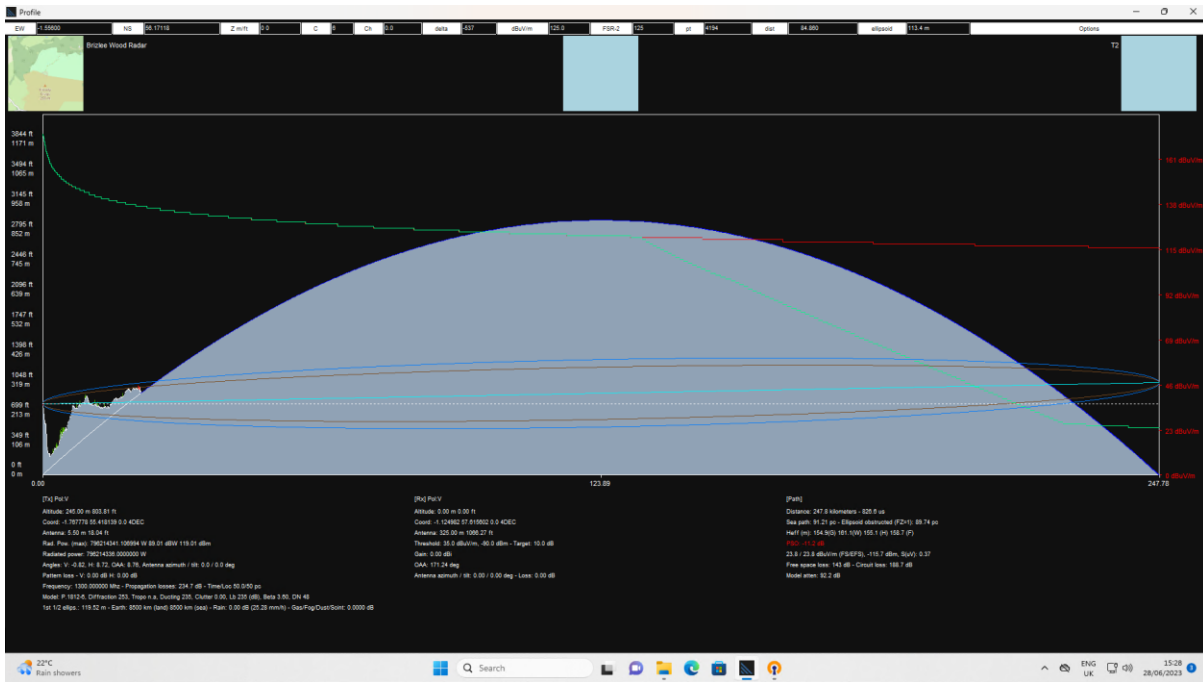 Profile
EW -1.55600 NS 56.17118 Z m/ft 0.0 C 6 Ch 0.0 delta -537 dBuV/m 125.0 FSR-2 125 pt 4194 dist 84.860 ellipsoid 113.4 m Options
Brizlee Wood Radar
T2
3844 ft
1171 m
3494 ft
1065 m
3145 ft
958 m
2795 ft
852 m
2446 ft
745 m
2096 ft
639 m
1747 ft
532 m
1398 ft
426 m
1048 ft
319 m
699 ft
213 m
349 ft
106 m
0 ft
0 m
161 dBuV/m
138 dBuV/m
115 dBuV/m
92 dBuV/m
69 dBuV/m
46 dBuV/m
23 dBuV/m
0 dBuV/m
0.00 123.89 247.78
[Tx] Pol:V
Altitude: 245.00 m 803.81 ft
Coord: -1.767778 55.418139 0.0 4DEC
Antenna: 5.50 m 18.04 ft
Rad. Pow. (max): 796214341.106994 W 89.01 dBW 119.01 dBm
Radiated power: 796214336.0000000 W
Angles: V: -0.82, H: 8.72, OAA: 8.76, Antenna azimuth / tilt: 0.0 / 0.0 deg
Pattern loss - V: 0.00 dB H: 0.00 dB
Frequency: 1300.000000 Mhz - Propagation losses: 234.7 dB - Time/Loc 50.0/50 pc
Model: P.1812-6, Diffraction 253, Tropo n.a, Ducting 235, Clutter 0.00, Lb 235 (dB), Beta 3.50, DN 45
1st 1/2 ellips.: 119.52 m - Earth: 8500 km (land) 8500 km (sea) - Rain: 0.00 dB (25.28 mm/h) - Gas/Fog/Dust/Scint: 0.0000 dB
[Rx] Pol:V
Altitude: 0.00 m 0.00 ft
Coord: -1.124982 57.615602 0.0 4DEC
Antenna: 325.00 m 1066.27 ft
Threshold: 35.0 dBuV/m, -90.0 dBm - Target: 10.0 dB
Gain: 0.00 dBi
OAA: 171.24 deg
Antenna azimuth / tilt: 0.00 / 0.00 deg - Loss: 0.00 dB
[Path]
Distance: 247.8 kilometers - 826.6 us
Sea path: 91.21 pc - Ellipsoid obstructed (FZ=1): 89.74 pc
Heff (m): 154.9(G) 161.1(W) 155.1 (H) 158.7 (F)
FSG: -11.2 dB
23.8 / 23.8 dBuV/m (FS/EFS), -115.7 dBm, S(uV): 0.37
Free space loss: 143 dB - Circuit loss: 188.7 dB
Model atten: 92.2 dB
22°C
Rain showers
Search
ENG
UK
15:28
28/06/2023